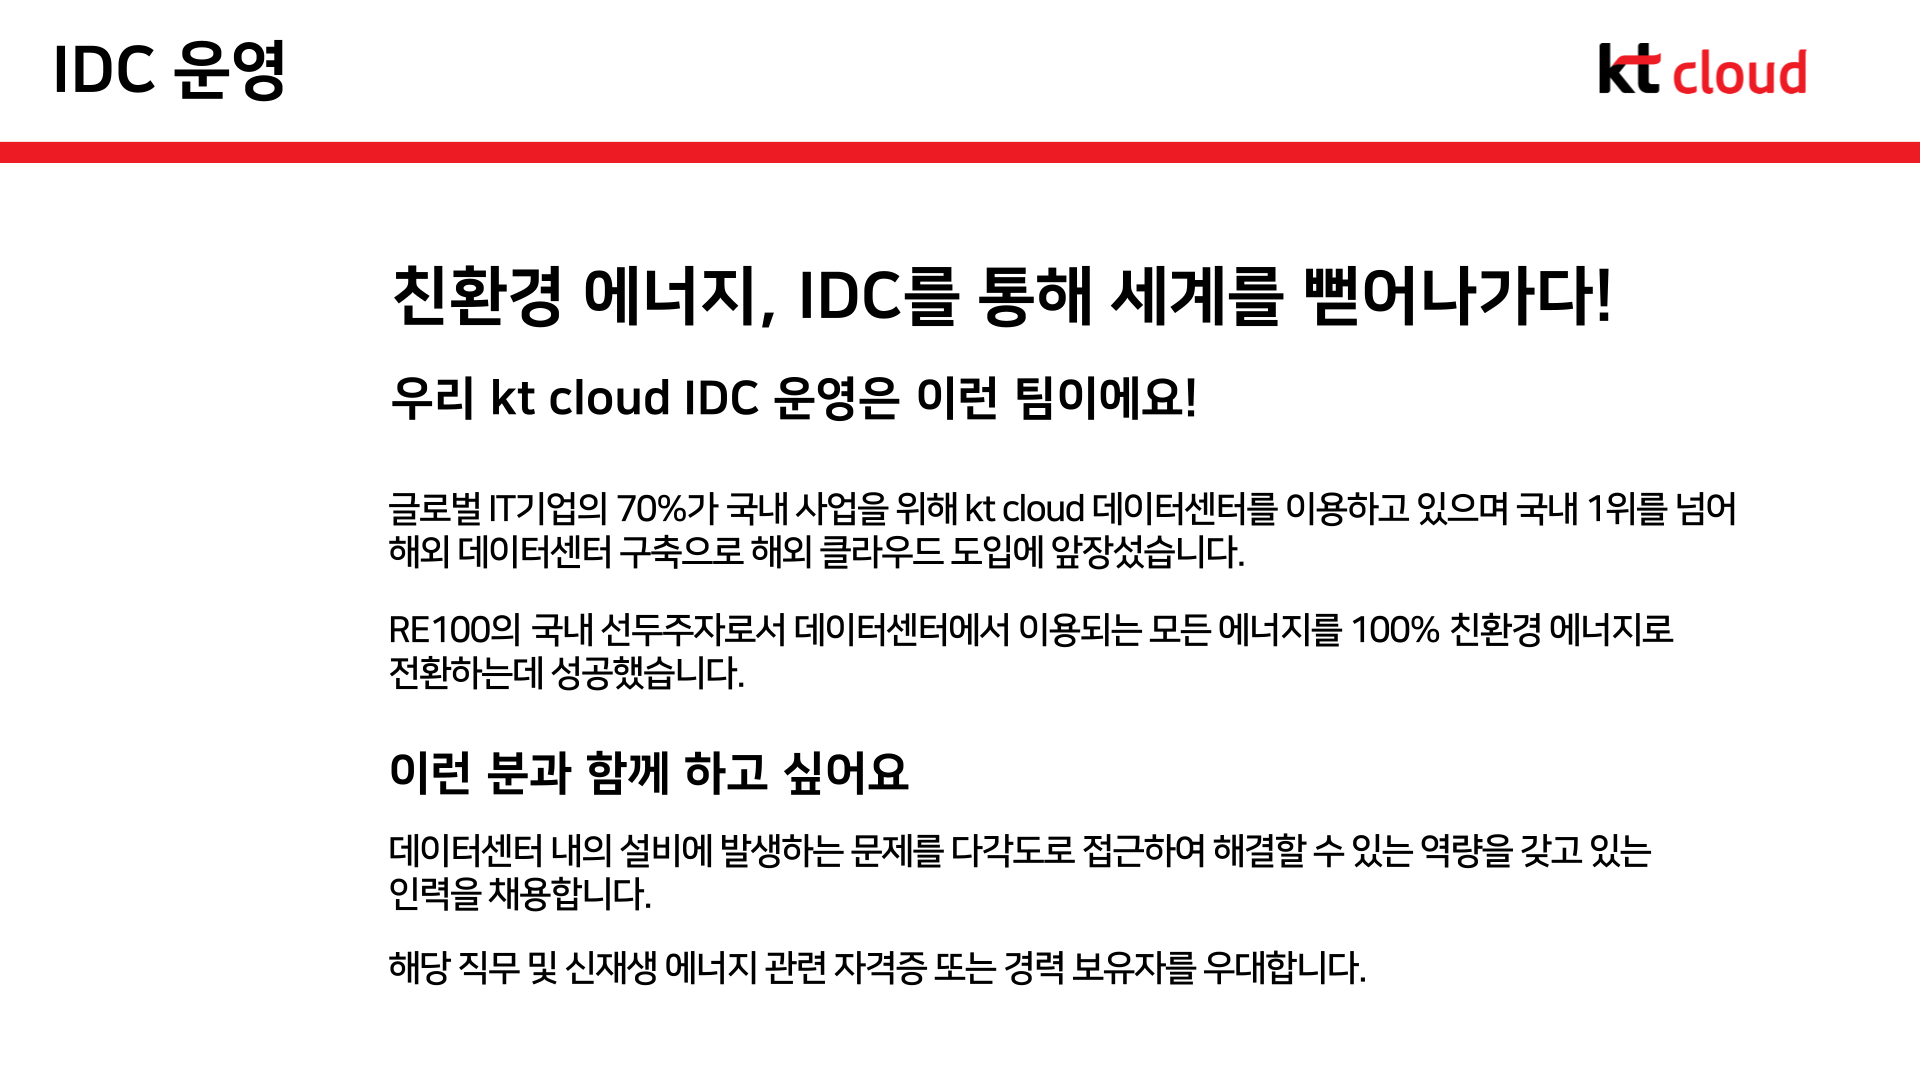 IDC 운영
kt cloud
친환경 에너지, IDC를 통해 세계를 뻗어나가다!
우리 kt cloud IDC 운영은 이런 팀이에요!
글로벌 IT기업의 70%가 국내 사업을 위해 kt cloud 데이터센터를 이용하고 있으며 국내 1위를 넘어
해외 데이터센터 구축으로 해외 클라우드 도입에 앞장섰습니다.
RE100의 국내 선두주자로서 데이터센터에서 이용되는 모든 에너지를 100% 친환경 에너지로
전환하는데 성공했습니다.
이런 분과 함께 하고 싶어요
데이터센터 내의 설비에 발생하는 문제를 다각도로 접근하여 해결할 수 있는 역량을 갖고 있는
인력을 채용합니다.
해당 직무 및 신재생 에너지 관련 자격증 또는 경력 보유자를 우대합니다.